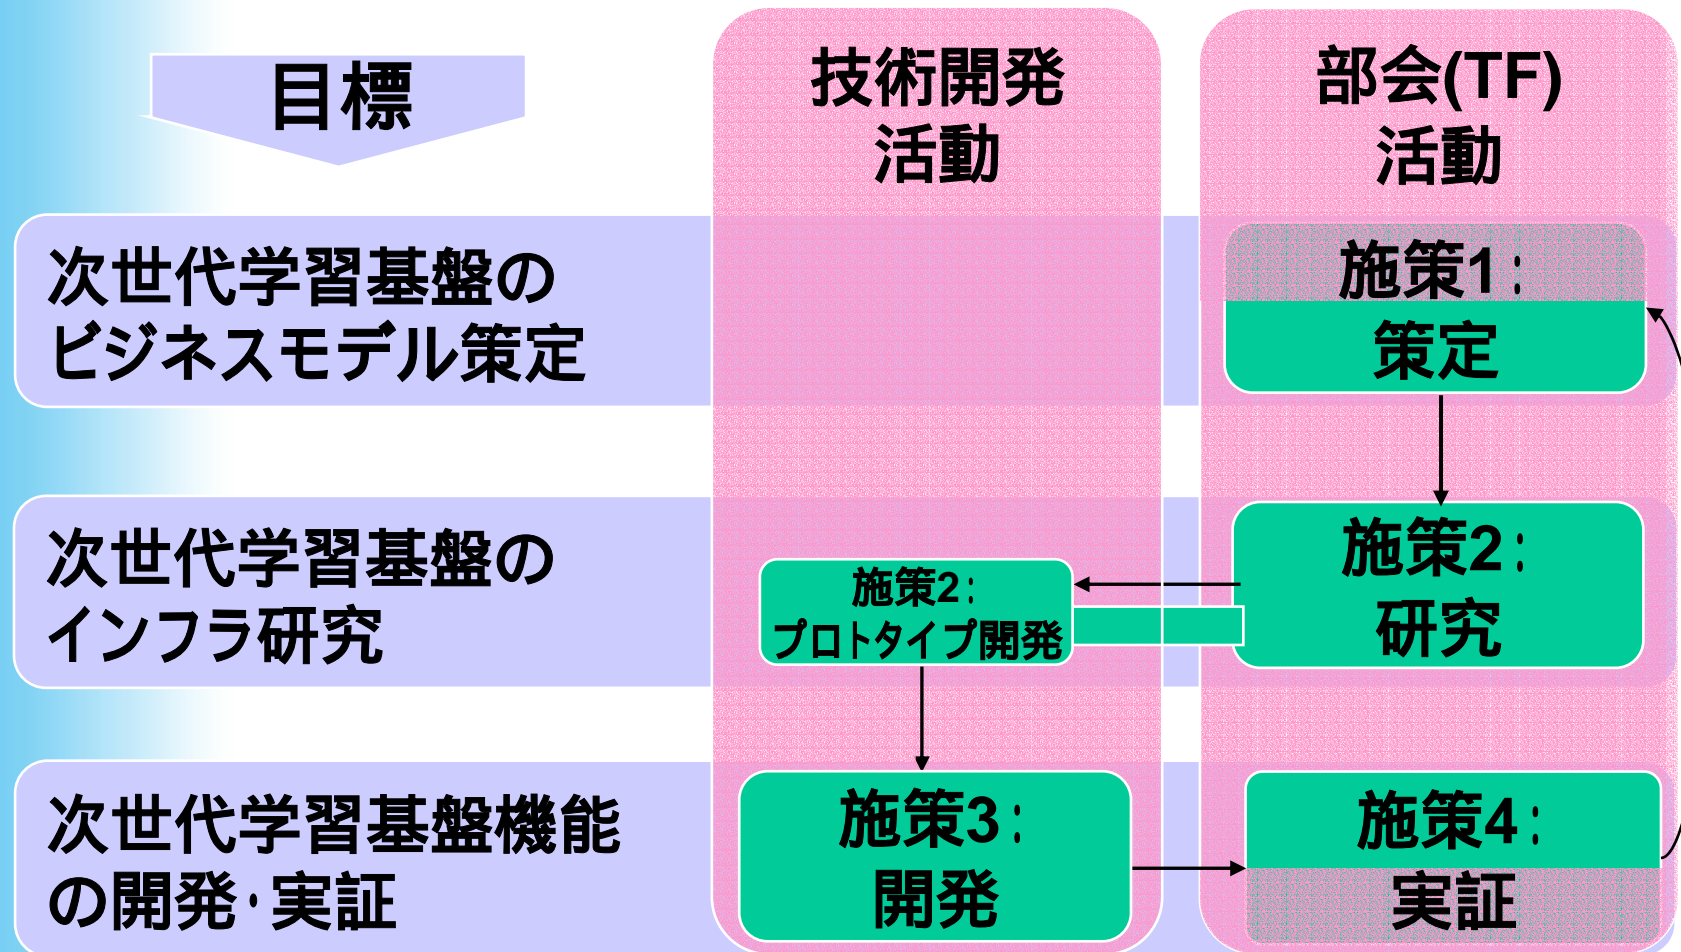 目標
技術開発
活動
部会(TF)
活動
次世代学習基盤の
ビジネスモデル策定
施策1:
策定
次世代学習基盤の
インフラ研究
施策2:
プロトタイプ開発
施策2:
研究
次世代学習基盤機能
の開発・実証
施策3:
開発
施策4:
実証